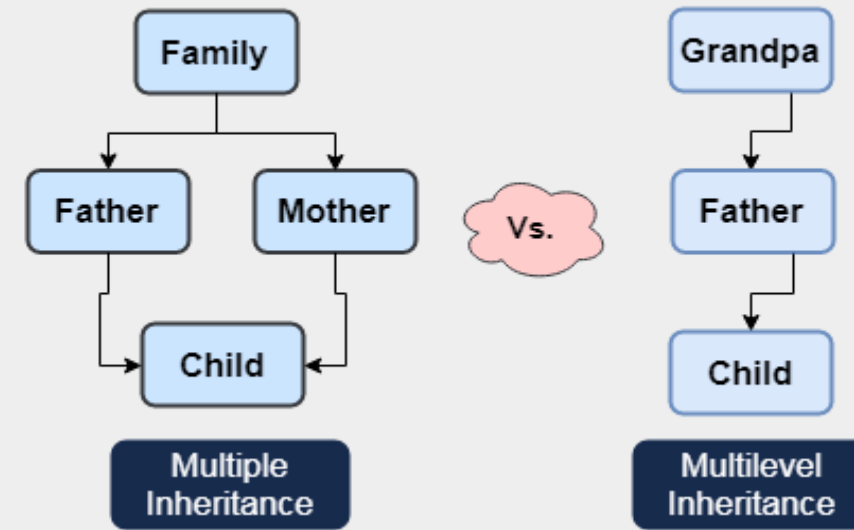 Family
Grandpa
Father
Mother
Vs.
Father
Child
Child
Multiple
Inheritance
Multilevel
Inheritance